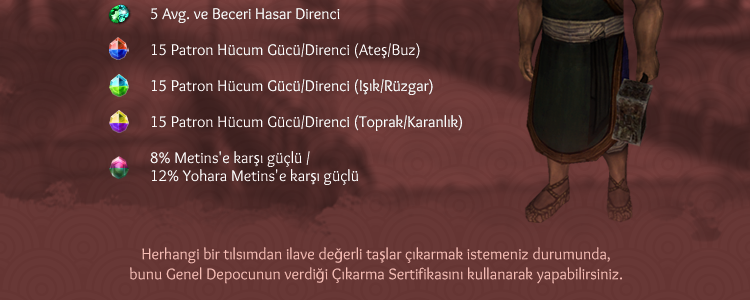 5 Avg. ve Beceri Hasar Direnci
15 Patron Hücum Gücü/Direnci (Ateş/Buz)
15 Patron Hücum Gücü/Direnci (Işık/Rüzgar)
15 Patron Hücum Gücü/Direnci (Toprak/Karanlık)
8% Metins'e karşı güçlü /
12% Yohara Metins'e karşı güçlü
Herhangi bir tılsımdan ilave değerli taşlar çıkarmak istemeniz durumunda,
bunu Genel Depocunun verdiği Çıkarma Sertifikasını kullanarak yapabilirsiniz.